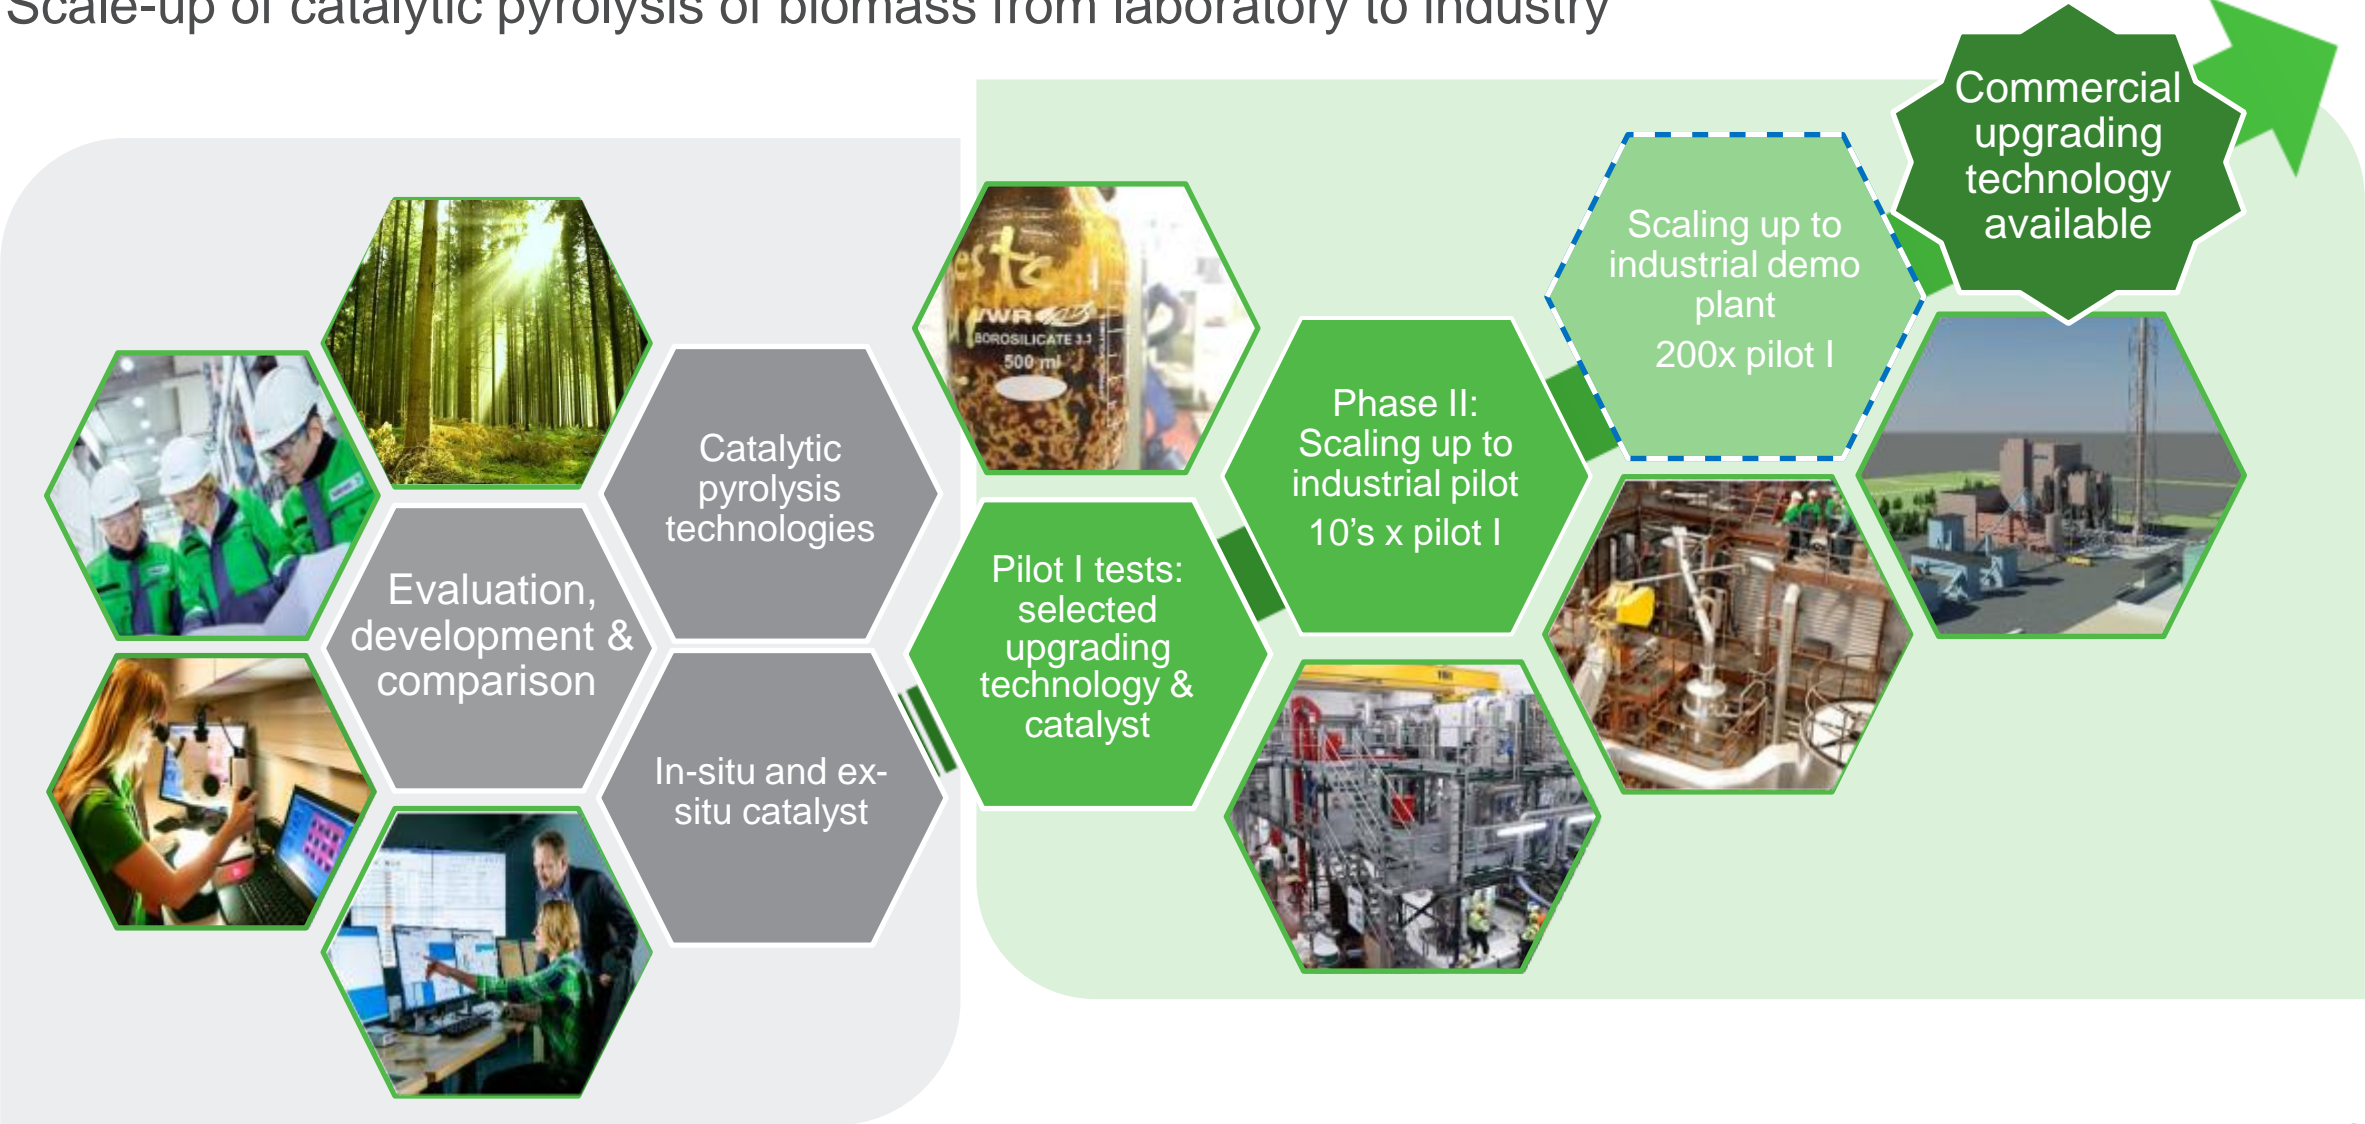 Scale-up of catalytic pyrolysis of biomass from laboratory to industry
Commercial
upgrading
technology
available
Scaling up to
industrial demo
plant
200x pilot I
Phase II:
Scaling up to
industrial pilot
10's x pilot I
Catalytic
pyrolysis
technologies
Evaluation,
development &
comparison
In-situ and ex-
situ catalyst
Pilot I tests:
selected
upgrading
technology &
catalyst
VWR
BOROSILICATE 3.3
500 ml